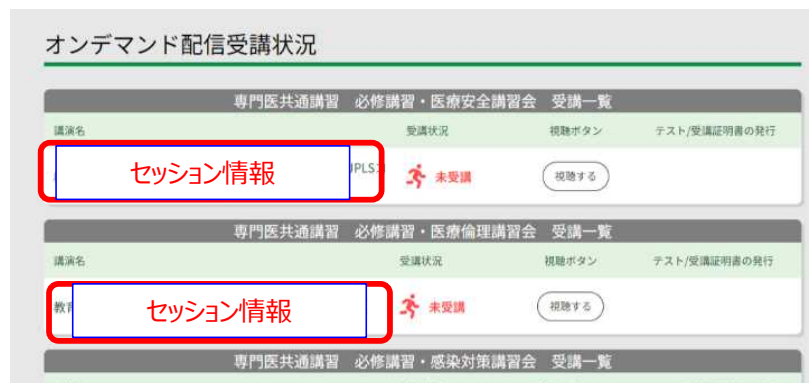 オンデマンド配信受講状況
専門医共通講習　必修講習・医療安全講習会　受講一覧
講演名　受講状況　視聴ボタン　テスト/受講証明書の発行
セッション情報　未受講　視聴する
専門医共通講習　必修講習・医療倫理講習会　受講一覧
講演名　受講状況　視聴ボタン　テスト/受講証明書の発行
教育　セッション情報　未受講　視聴する
専門医共通講習　必修講習・感染対策講習会　受講一覧